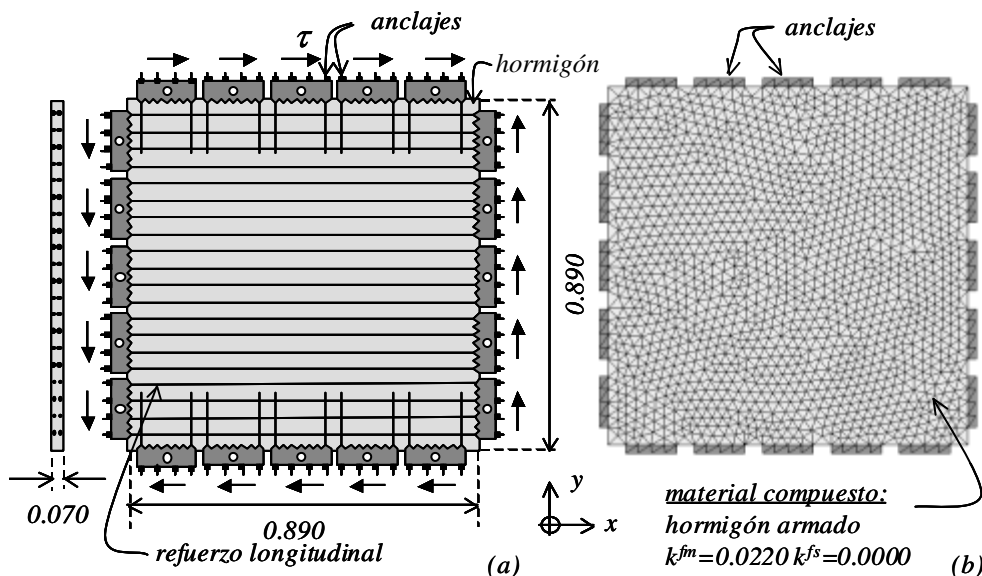 τ
anclajes
hormigón
0.890
0.070
0.890
refuerzo longitudinal
y
x
(a)
anclajes
material compuesto:
hormigón armado
k^fm=0.0220 k^fs=0.0000
(b)